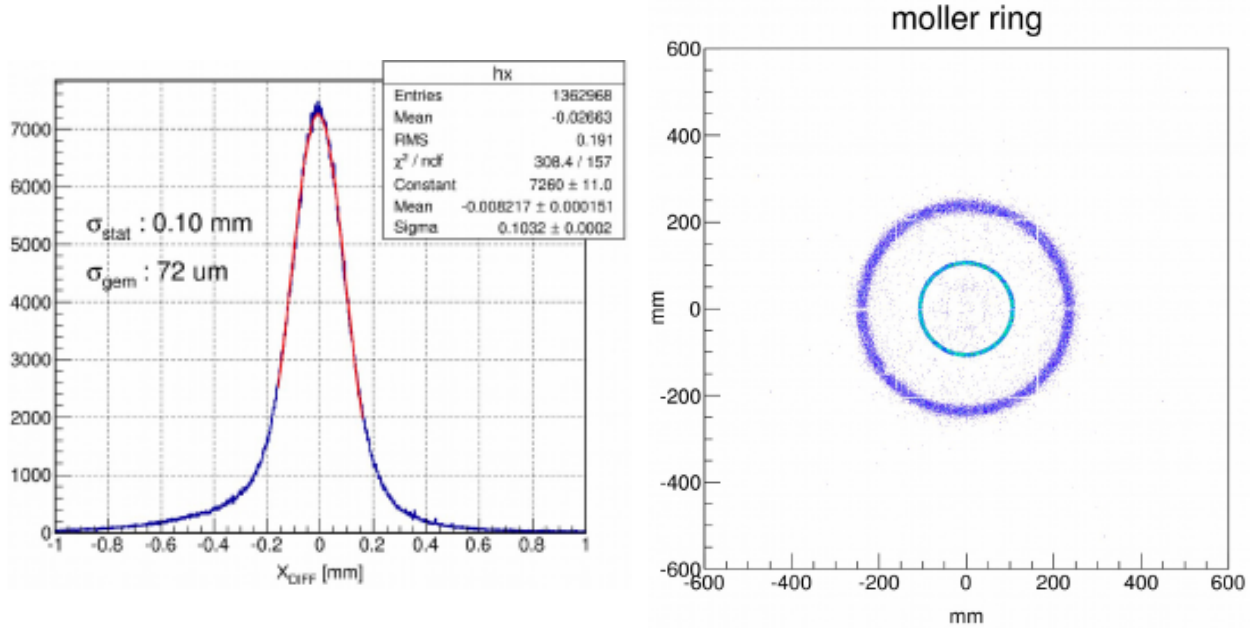 hx
Entries 1362968
Mean -0.02663
RMS 0.191
χ² / ndf 308.4 / 157
Constant 7260 ± 11.0
Mean -0.008217 ± 0.000151
Sigma 0.1032 ± 0.0002
σstat : 0.10 mm
σgem : 72 um
7000
6000
5000
4000
3000
2000
1000
0
-1 -0.8 -0.6 -0.4 -0.2 0 0.2 0.4 0.6 0.8 1
XDIFF [mm]
moller ring
600
400
200
0
-200
-400
-600
mm
-600 -400 -200 0 200 400 600
mm